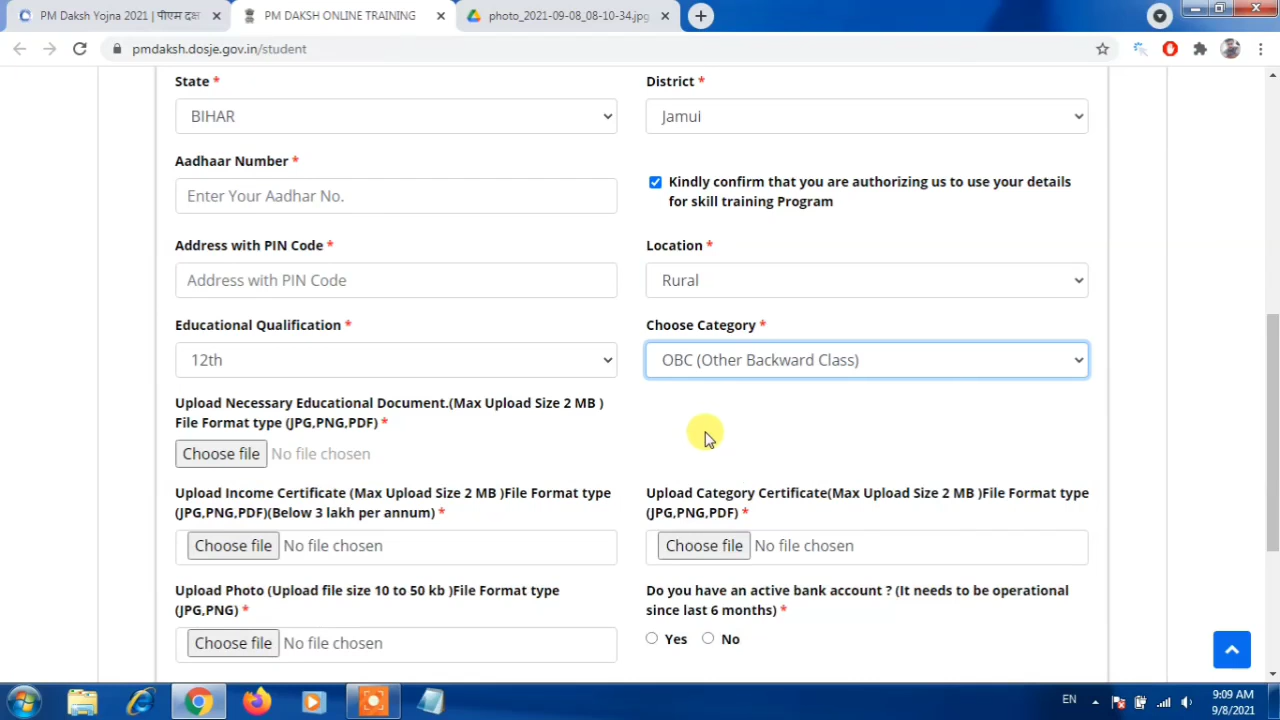 PM Daksh Yojna 2021 | पीएम दक्ष
PM DAKSH ONLINE TRAINING
photo_2021-09-08_08-10-34.jpg
pmdaksh.dosje.gov.in/student
State *
District *
BIHAR
Jamui
Aadhaar Number *
Enter Your Aadhar No.
Kindly confirm that you are authorizing us to use your details
for skill training Program
Address with PIN Code *
Location *
Address with PIN Code
Rural
Educational Qualification *
Choose Category *
12th
OBC (Other Backward Class)
Upload Necessary Educational Document.(Max Upload Size 2 MB )
File Format type (JPG,PNG,PDF) *
Choose file No file chosen
Upload Income Certificate (Max Upload Size 2 MB )File Format type
(JPG,PNG,PDF)(Below 3 lakh per annum) *
Upload Category Certificate(Max Upload Size 2 MB )File Format type
(JPG,PNG,PDF) *
Choose file No file chosen
Choose file No file chosen
Upload Photo (Upload file size 10 to 50 kb )File Format type
(JPG,PNG) *
Do you have an active bank account ? (It needs to be operational
since last 6 months) *
Choose file No file chosen
Yes No
EN
9:09 AM
9/8/2021